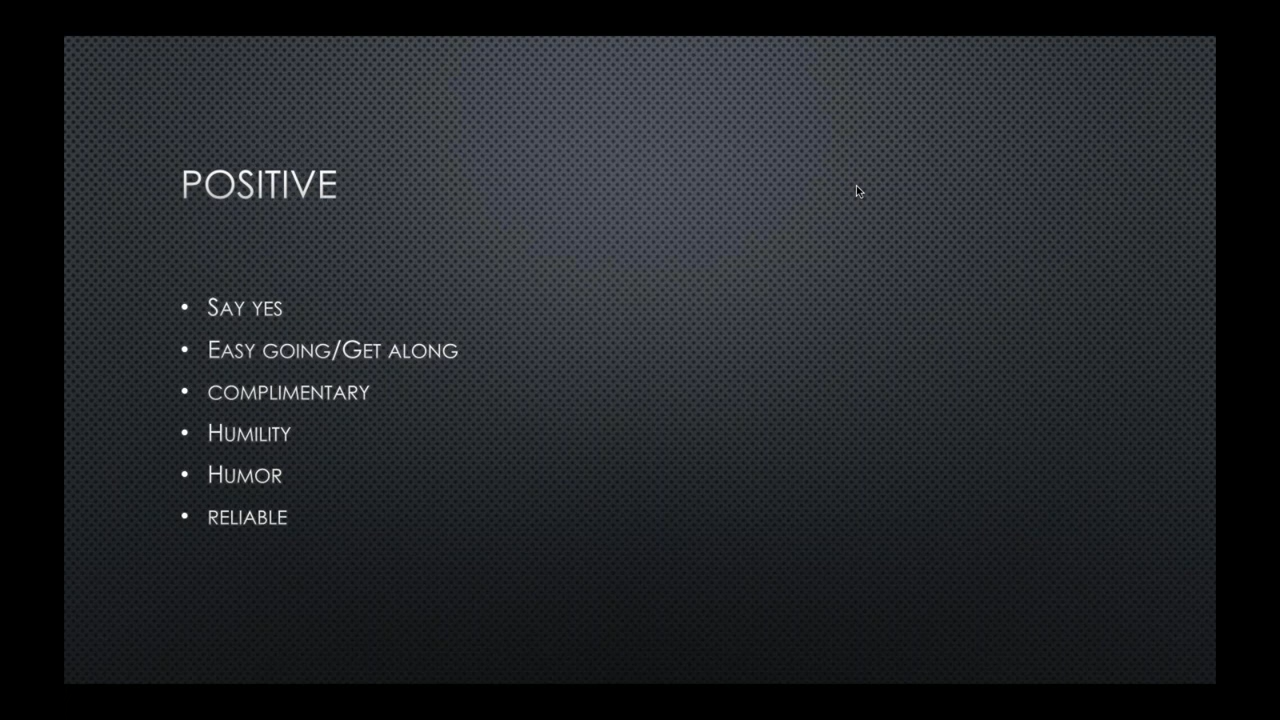 POSITIVE
• SAY YES
• EASY GOING/GET ALONG
• COMPLIMENTARY
• HUMILITY
• HUMOR
• RELIABLE